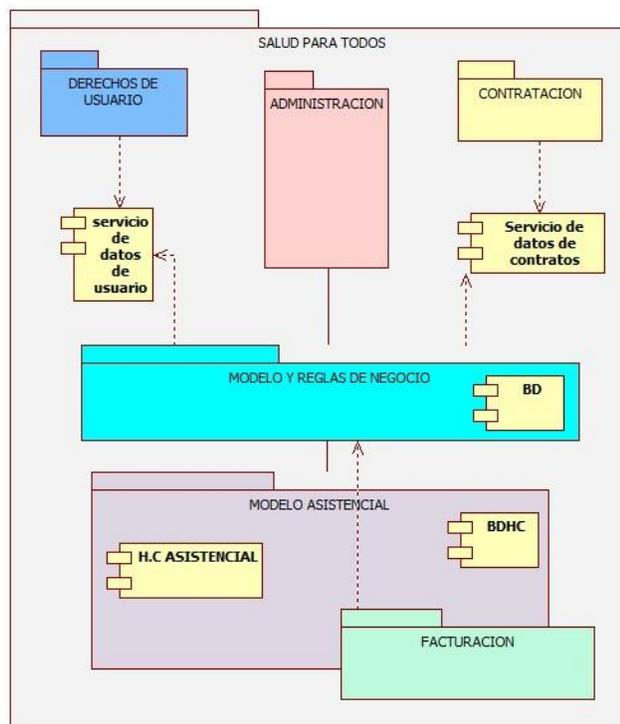 SALUD PARA TODOS
DERECHOS DE
USUARIO
ADMINISTRACION
CONTRATACION
servicio
de
datos
de
usuario
Servicio de
datos de
contratos
MODELO Y REGLAS DE NEGOCIO
BD
MODELO ASISTENCIAL
BDHC
H.C ASISTENCIAL
FACTURACION